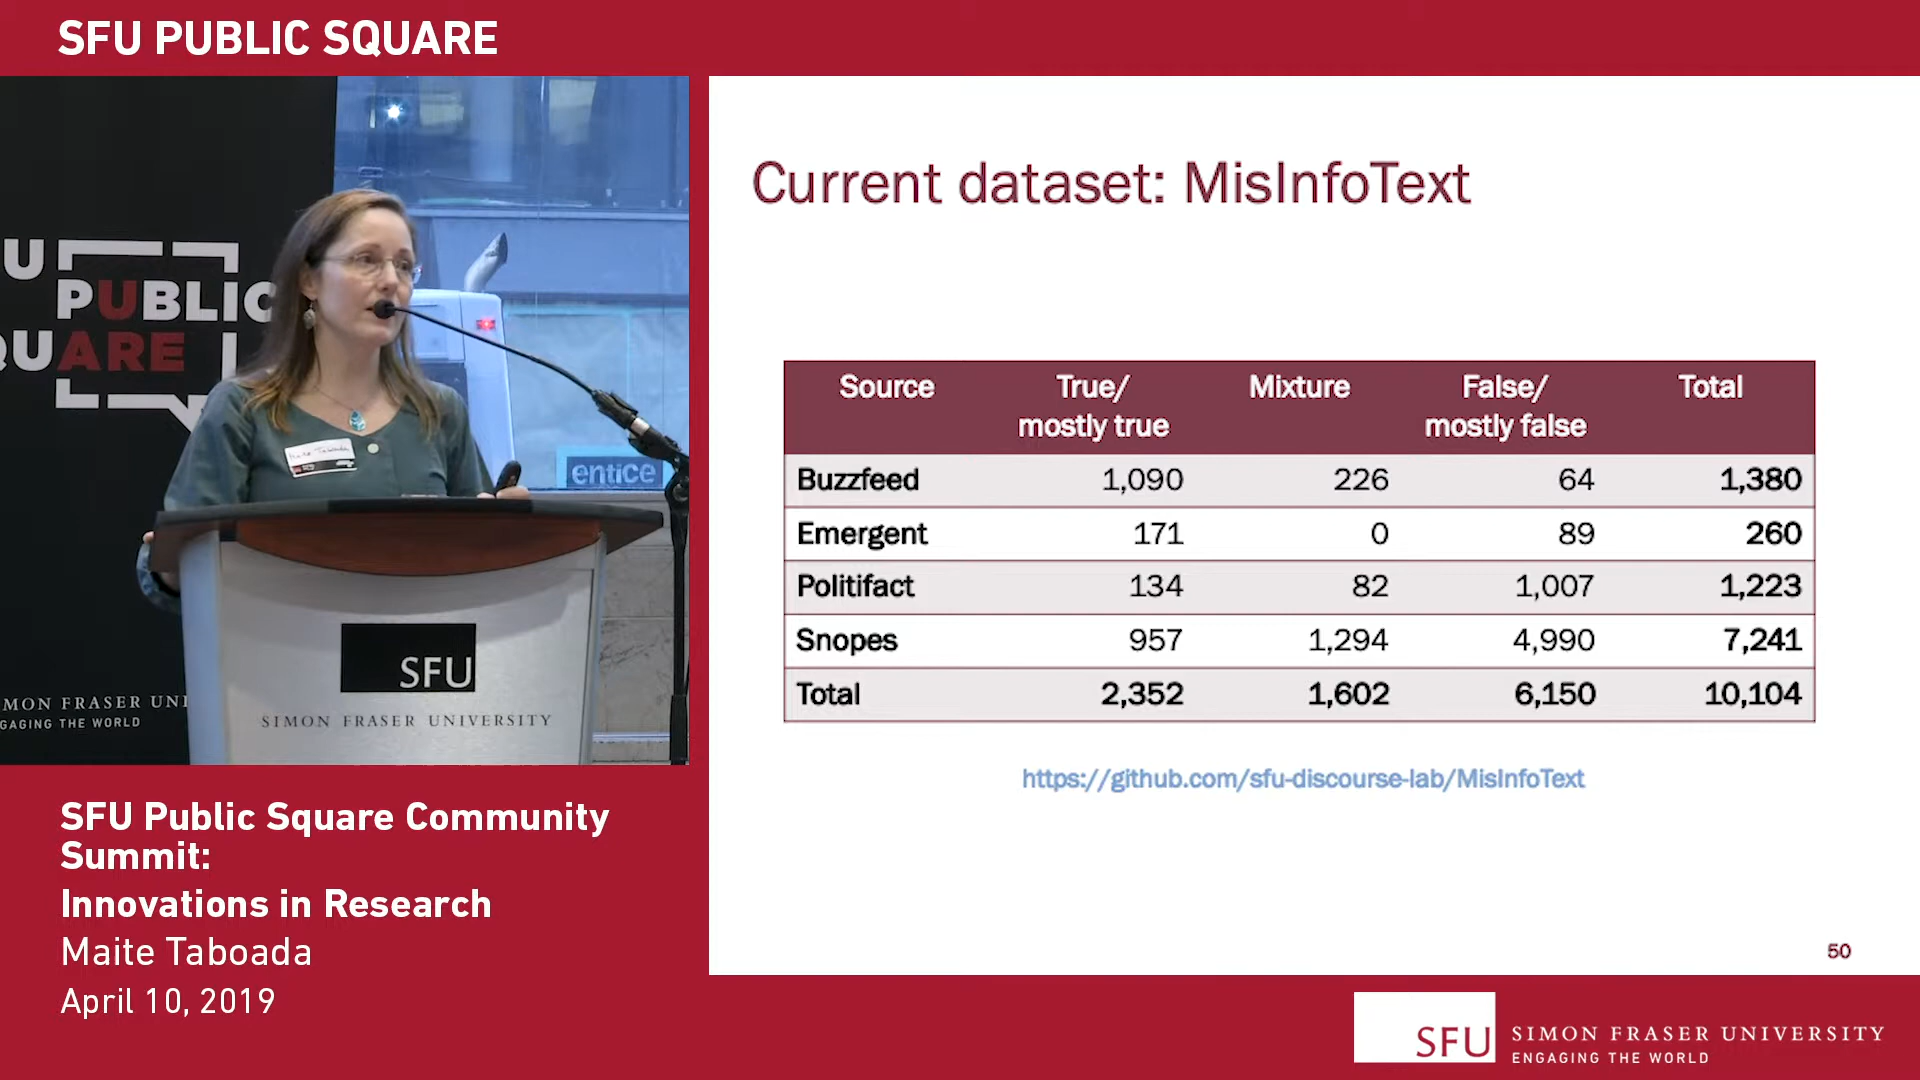 SFU PUBLIC SQUARE
U
PUBLIC
QUARE
entice
SFU
SIMON FRASER UNIVERSITY
MON FRASER UNI
GAGING THE WORLD
Maite Taboada
Current dataset: MisInfoText
Source True/ mostly true Mixture False/ mostly false Total
Buzzfeed 1,090 226 64 1,380
Emergent 171 0 89 260
Politifact 134 82 1,007 1,223
Snopes 957 1,294 4,990 7,241
Total 2,352 1,602 6,150 10,104
https://github.com/sfu-discourse-lab/MisInfoText
50
SFU Public Square Community
Summit:
Innovations in Research
Maite Taboada
April 10, 2019
SFU SIMON FRASER UNIVERSITY
ENGAGING THE WORLD